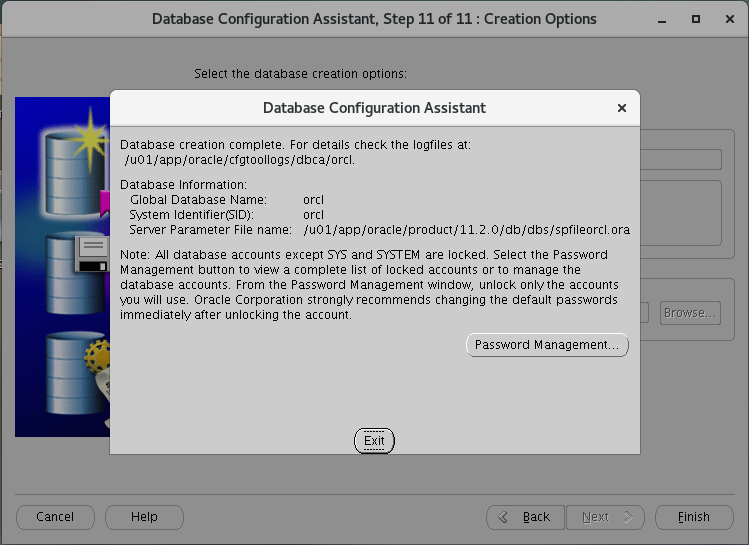 Database Configuration Assistant, Step 11 of 11 : Creation Options
Select the database creation options:
Database Configuration Assistant
Database creation complete. For details check the logfiles at:
/u01/app/oracle/cfgtoollogs/dbca/orcl.
Database Information:
Global Database Name: orcl
System Identifier(SID): orcl
Server Parameter File name: /u01/app/oracle/product/11.2.0/db/dbs/spfileorcl.ora
Note: All database accounts except SYS and SYSTEM are locked. Select the Password
Management button to view a complete list of locked accounts or to manage the
database accounts. From the Password Management window, unlock only the accounts
you will use. Oracle Corporation strongly recommends changing the default passwords
immediately after unlocking the account.
Browse...
Password Management...
Exit
Cancel Help Back Next Finish